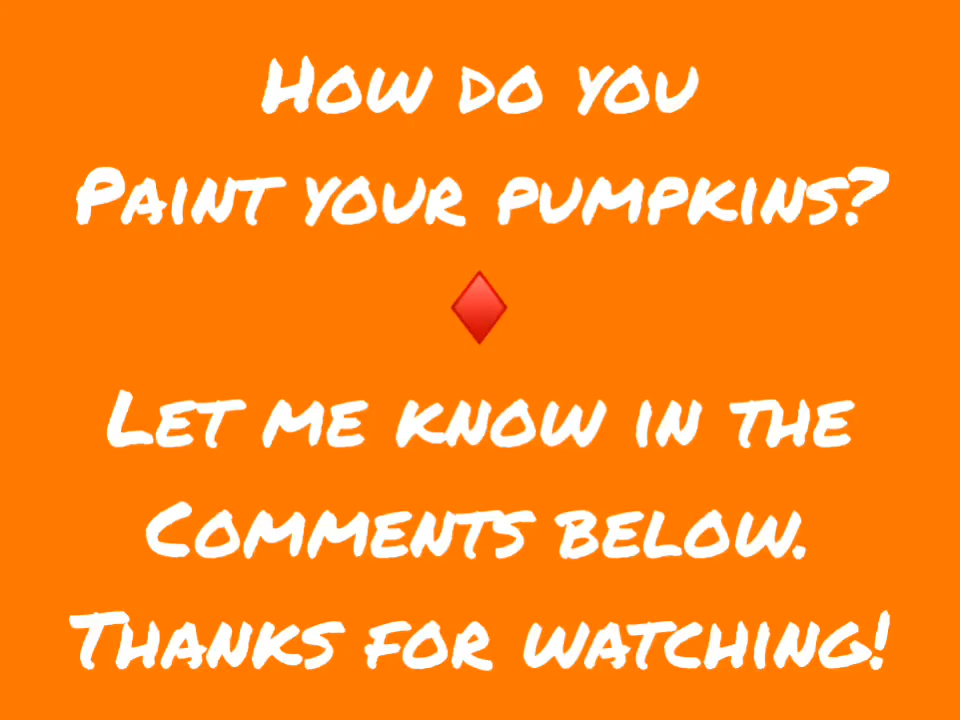 How do you
Paint your pumpkins?
♦️
Let me know in the
Comments below.
Thanks for watching!